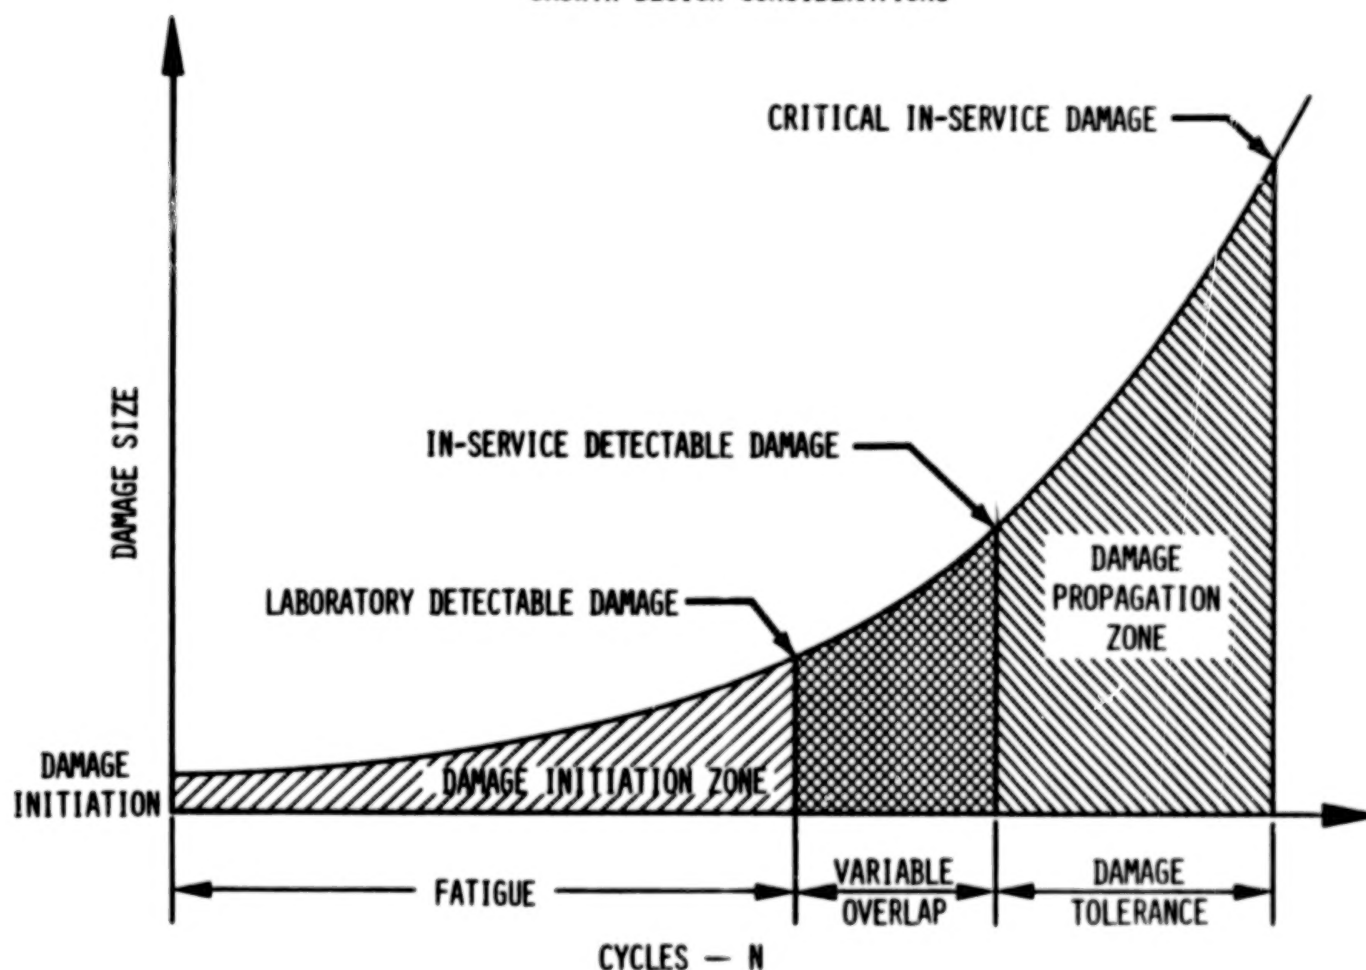 CRITICAL IN-SERVICE DAMAGE
IN-SERVICE DETECTABLE DAMAGE
LABORATORY DETECTABLE DAMAGE
DAMAGE SIZE
DAMAGE
PROPAGATION
ZONE
DAMAGE INITIATION ZONE
DAMAGE
INITIATION
FATIGUE
VARIABLE
OVERLAP
DAMAGE
TOLERANCE
CYCLES — N